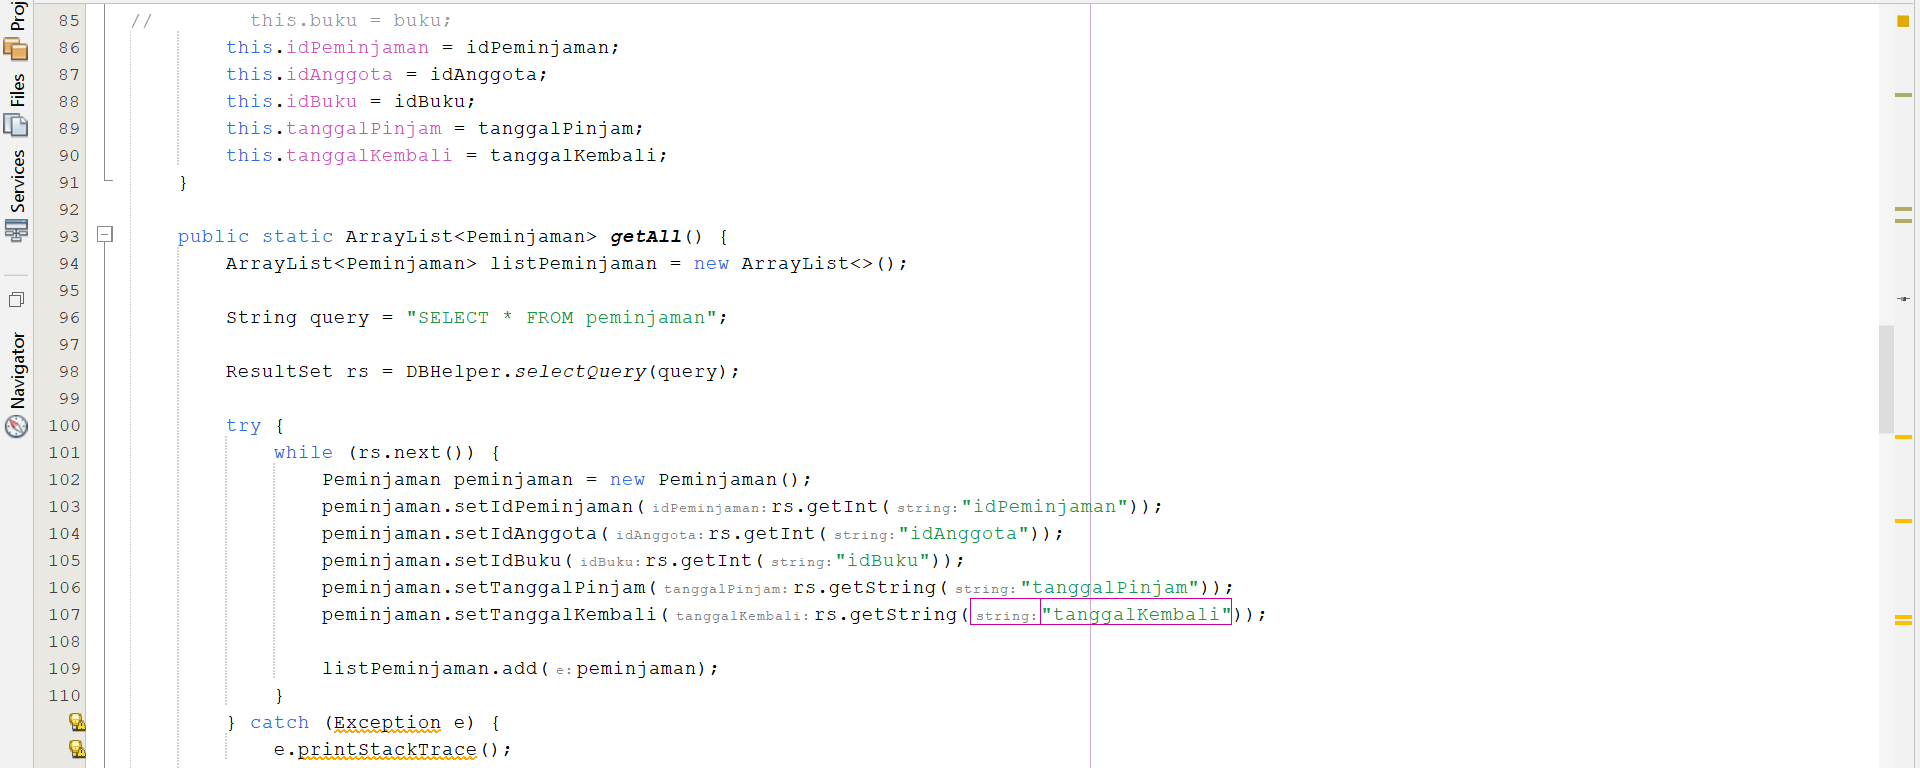 Proj
Files
Services
Navigator
85 //        this.buku = buku;
86         this.idPeminjaman = idPeminjaman;
87         this.idAnggota = idAnggota;
88         this.idBuku = idBuku;
89         this.tanggalPinjam = tanggalPinjam;
90         this.tanggalKembali = tanggalKembali;
91     }
92
93     public static ArrayList<Peminjaman> getAll() {
94         ArrayList<Peminjaman> listPeminjaman = new ArrayList<>();
95
96         String query = "SELECT * FROM peminjaman";
97
98         ResultSet rs = DBHelper.selectQuery(query);
99
100         try {
101             while (rs.next()) {
102                 Peminjaman peminjaman = new Peminjaman();
103                 peminjaman.setIdPeminjaman( idPeminjaman: rs.getInt( string: "idPeminjaman"));
104                 peminjaman.setIdAnggota( idAnggota: rs.getInt( string: "idAnggota"));
105                 peminjaman.setIdBuku( idBuku: rs.getInt( string: "idBuku"));
106                 peminjaman.setTanggalPinjam( tanggalPinjam: rs.getString( string: "tanggalPinjam"));
107                 peminjaman.setTanggalKembali( tanggalKembali: rs.getString( string: "tanggalKembali"));
108
109                 listPeminjaman.add( e: peminjaman);
110             }
        } catch (Exception e) {
            e.printStackTrace();